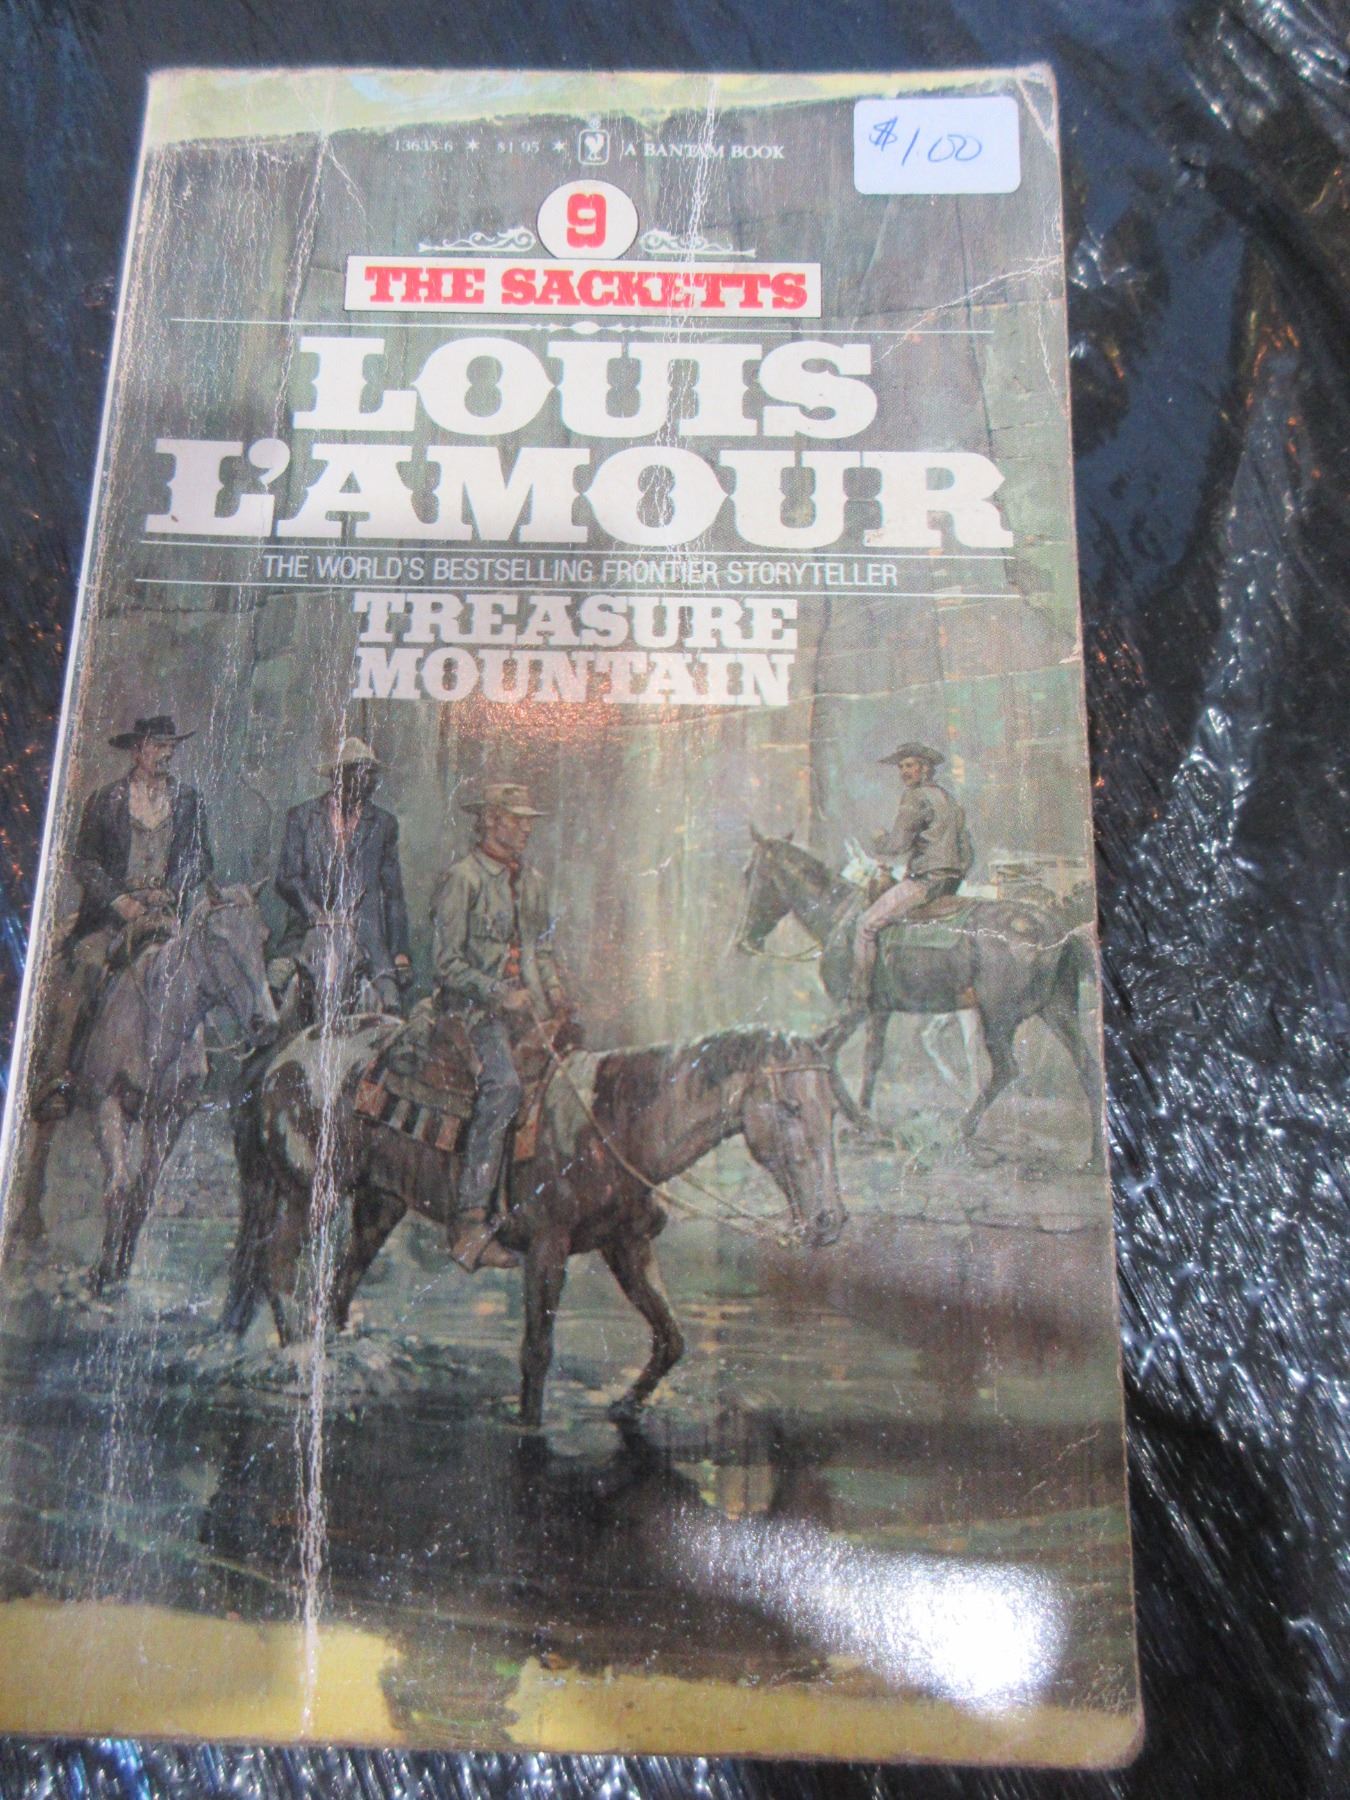 13635-6 ★ $1.95 ★ A BANTAM BOOK
$1.00
9
THE SACKETTS
LOUIS
L'AMOUR
THE WORLD'S BESTSELLING FRONTIER STORYTELLER
TREASURE
MOUNTAIN